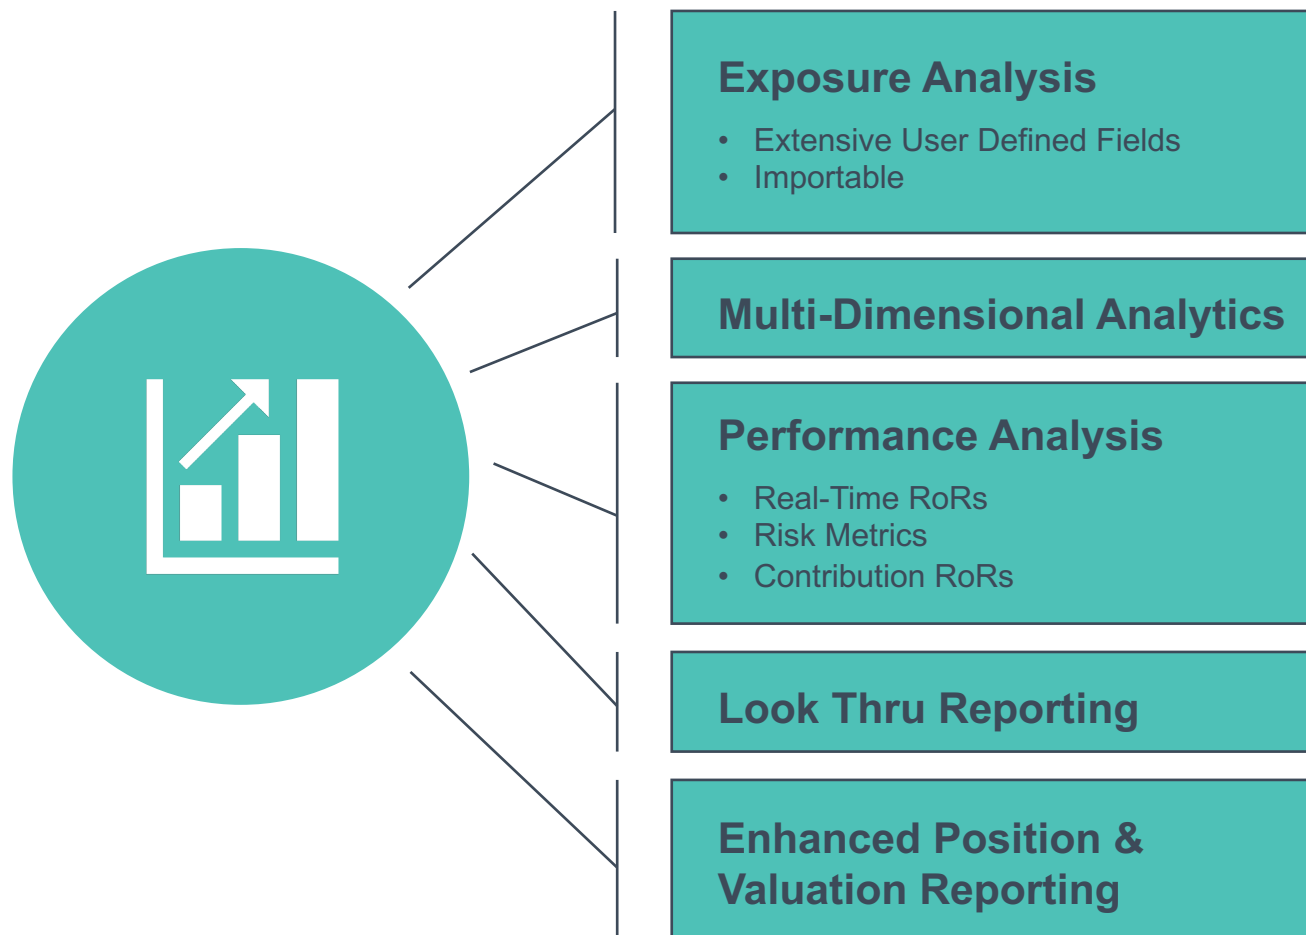 Exposure Analysis
• Extensive User Defined Fields
• Importable
Multi-Dimensional Analytics
Performance Analysis
• Real-Time RoRs
• Risk Metrics
• Contribution RoRs
Look Thru Reporting
Enhanced Position &
Valuation Reporting